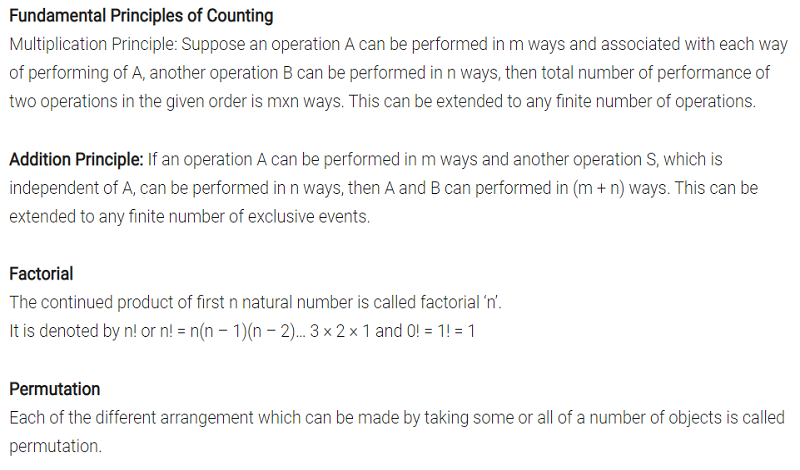 Fundamental Principles of Counting
Multiplication Principle: Suppose an operation A can be performed in m ways and associated with each way
of performing of A, another operation B can be performed in n ways, then total number of performance of
two operations in the given order is mxn ways. This can be extended to any finite number of operations.
Addition Principle: If an operation A can be performed in m ways and another operation S, which is
independent of A, can be performed in n ways, then A and B can performed in (m + n) ways. This can be
extended to any finite number of exclusive events.
Factorial
The continued product of first n natural number is called factorial ‘n’.
It is denoted by n! or n! = n(n – 1)(n – 2)… 3 × 2 × 1 and 0! = 1! = 1
Permutation
Each of the different arrangement which can be made by taking some or all of a number of objects is called
permutation.